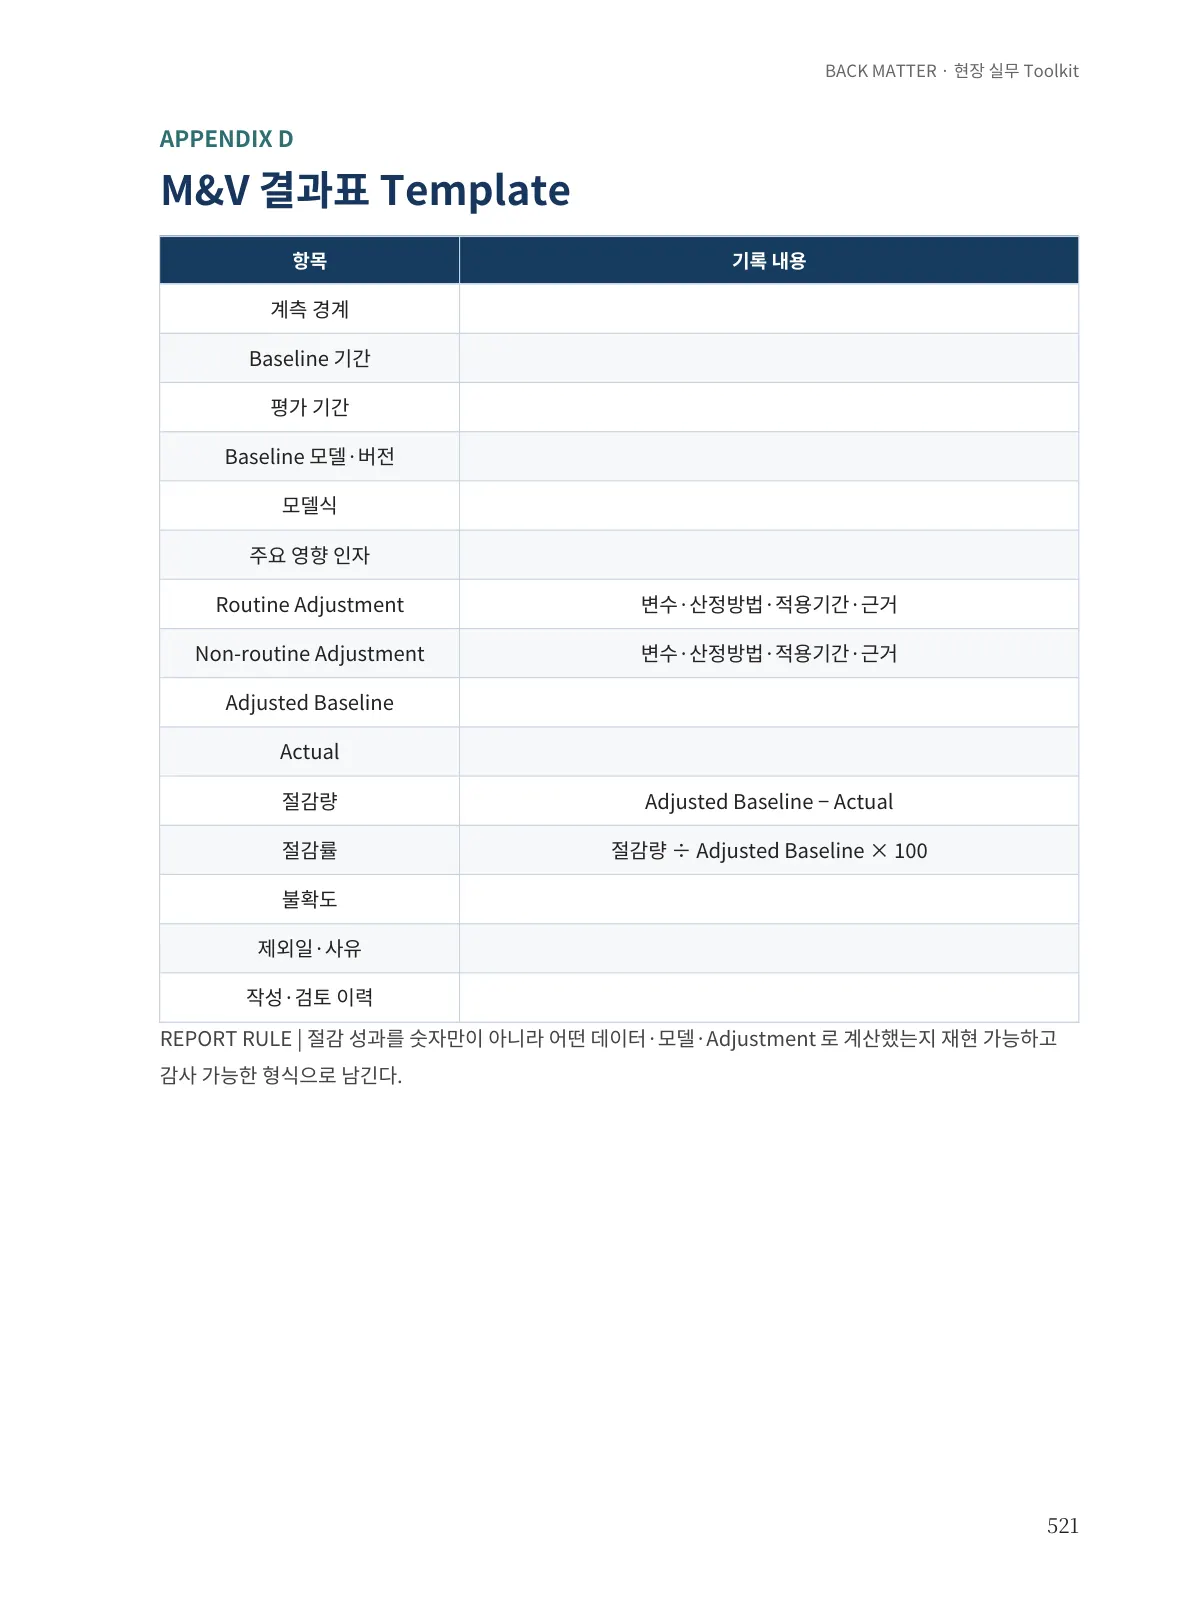 BACK MATTER · 현장 실무 Toolkit
APPENDIX D
M&V 결과표 Template
항목 기록 내용
계측 경계
Baseline 기간
평가 기간
Baseline 모델·버전
모델식
주요 영향 인자
Routine Adjustment 변수·산정방법·적용기간·근거
Non-routine Adjustment 변수·산정방법·적용기간·근거
Adjusted Baseline
Actual
절감량 Adjusted Baseline − Actual
절감률 절감량 ÷ Adjusted Baseline × 100
불확도
제외일·사유
작성·검토 이력
REPORT RULE | 절감 성과를 숫자만이 아니라 어떤 데이터·모델·Adjustment 로 계산했는지 재현 가능하고
감사 가능한 형식으로 남긴다.
521